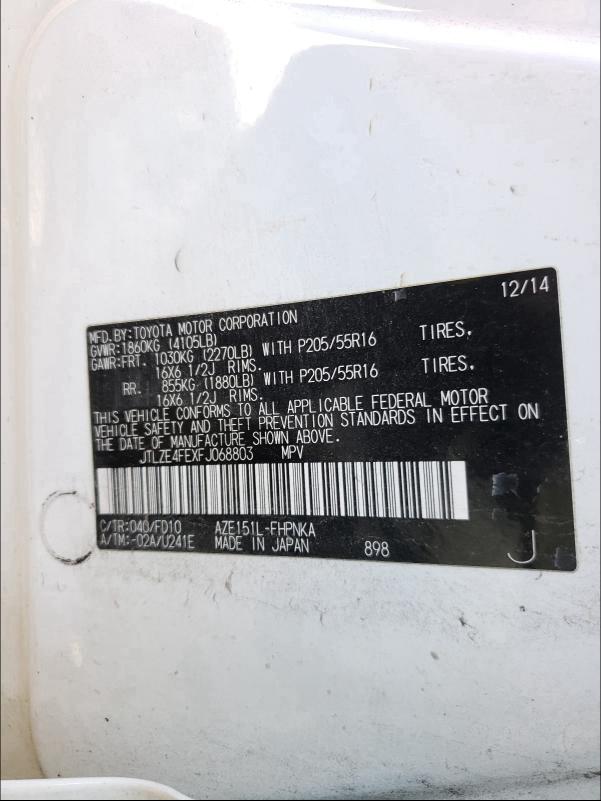 12/14
MFD.BY:TOYOTA MOTOR CORPORATION
GVWR:1860KG (4105LB)
GAWR:FRT. 1030KG (2270LB) WITH P205/55R16 TIRES,
16X6 1/2J RIMS.
RR. 855KG (1880LB) WITH P205/55R16 TIRES,
16X6 1/2J RIMS.
THIS VEHICLE CONFORMS TO ALL APPLICABLE FEDERAL MOTOR
VEHICLE SAFETY AND THEFT PREVENTION STANDARDS IN EFFECT ON
THE DATE OF MANUFACTURE SHOWN ABOVE.
JTLZE4FEXFJ068803 MPV
C/TR:040/FD10 AZE151L-FHPNKA
A/TM:-02A/U241E MADE IN JAPAN 898 J